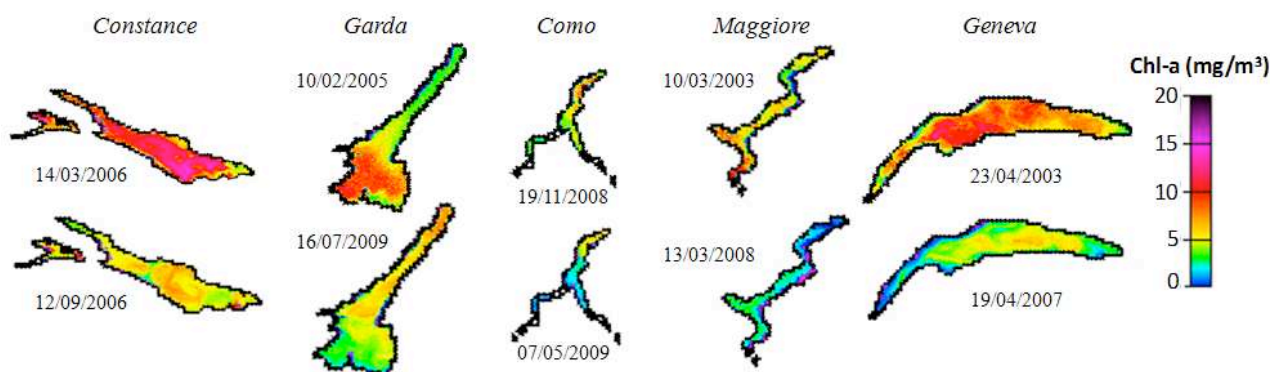 Constance Garda Como Maggiore Geneva
10/02/2005 10/03/2003
Chl-a (mg/m³)
20
15
10
5
0
14/03/2006 19/11/2008 23/04/2003
16/07/2009 13/03/2008
12/09/2006 07/05/2009 19/04/2007